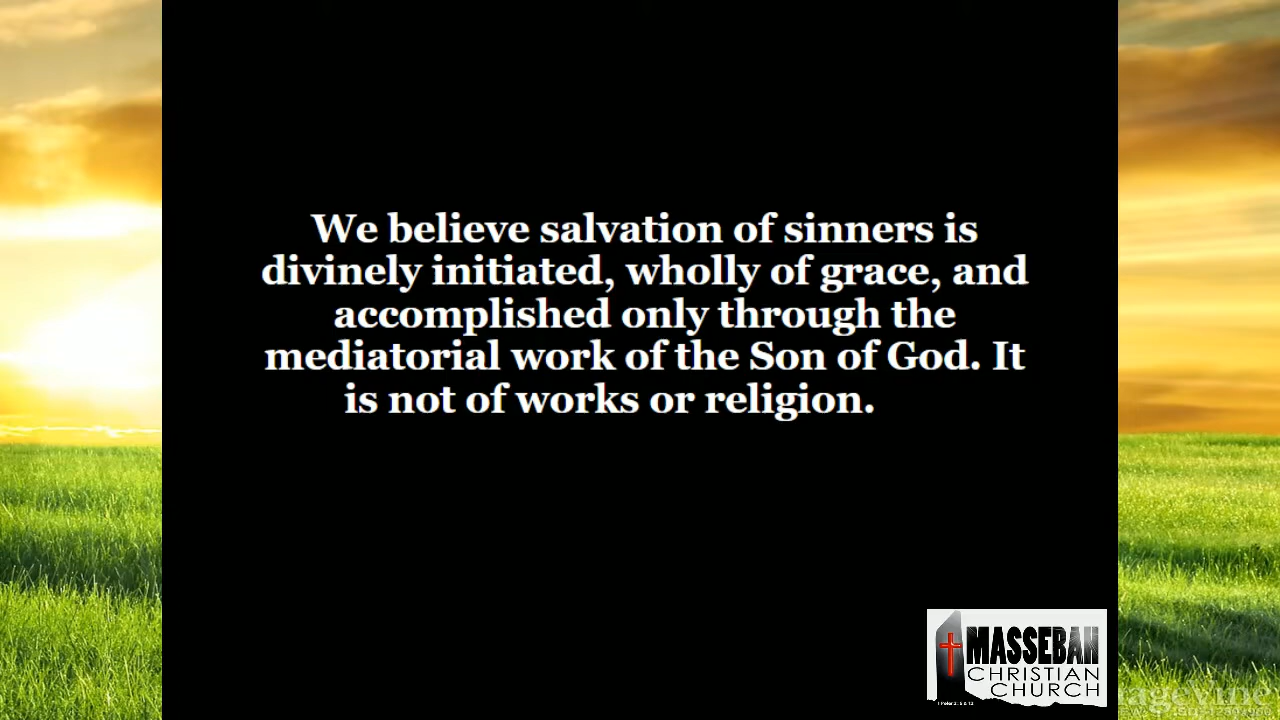 We believe salvation of sinners is
divinely initiated, wholly of grace, and
accomplished only through the
mediatorial work of the Son of God. It
is not of works or religion.
MASSEBAH
CHRISTIAN
CHURCH